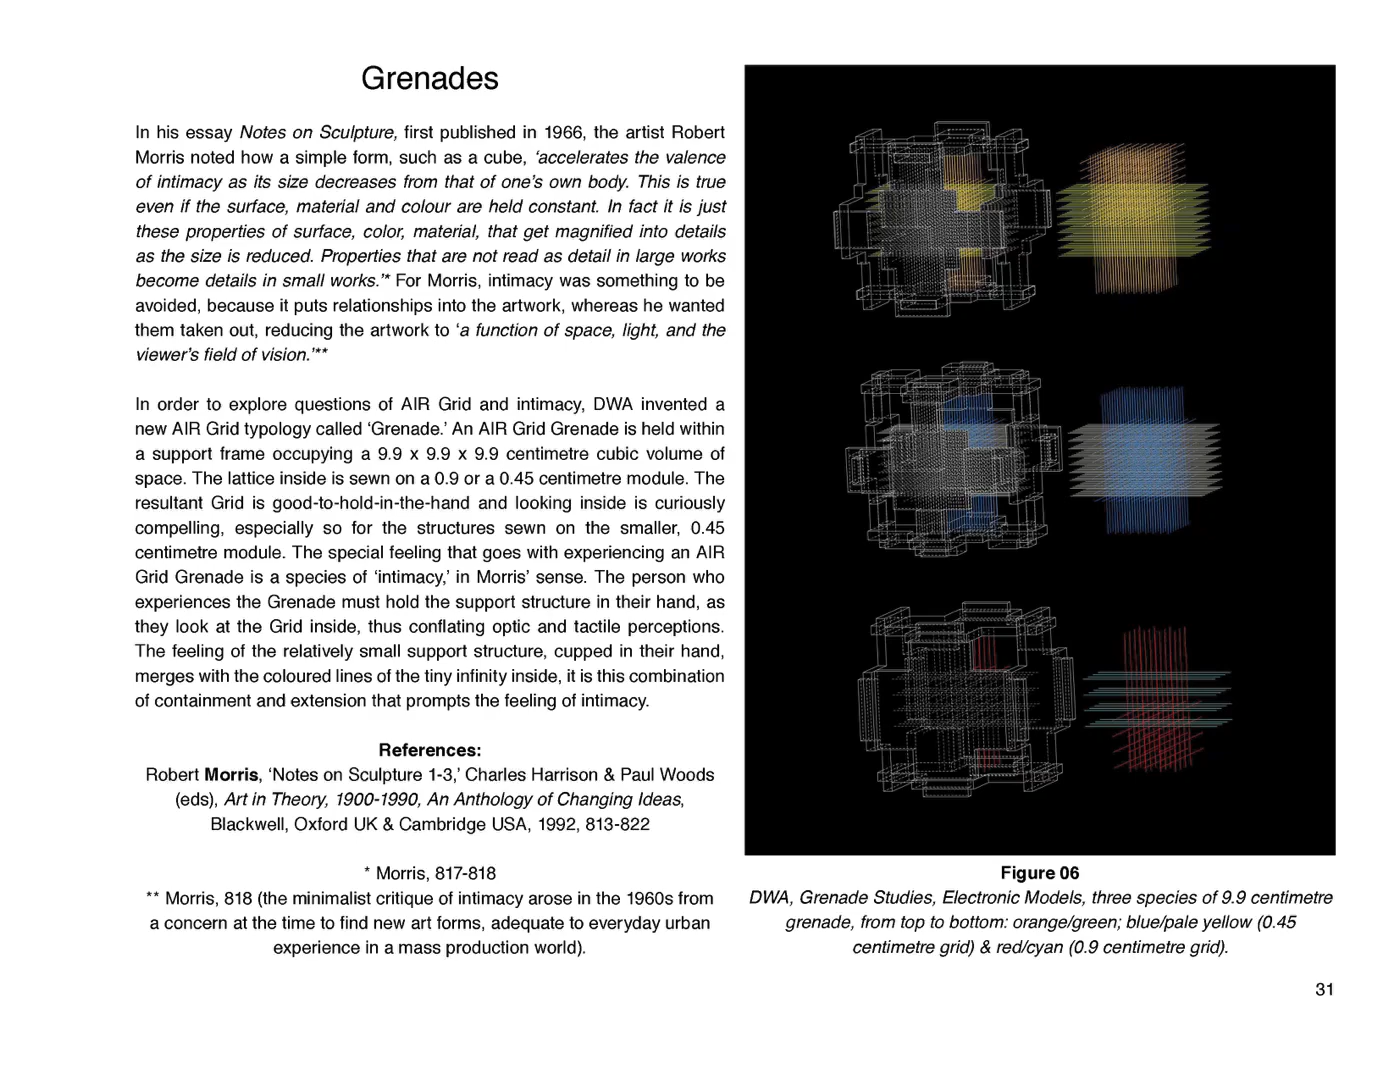 Grenades
In his essay Notes on Sculpture, first published in 1966, the artist Robert
Morris noted how a simple form, such as a cube, ‘accelerates the valence
of intimacy as its size decreases from that of one’s own body. This is true
even if the surface, material and colour are held constant. In fact it is just
these properties of surface, color, material, that get magnified into details
as the size is reduced. Properties that are not read as detail in large works
become details in small works.’* For Morris, intimacy was something to be
avoided, because it puts relationships into the artwork, whereas he wanted
them taken out, reducing the artwork to ‘a function of space, light, and the
viewer’s field of vision.’**
In order to explore questions of AIR Grid and intimacy, DWA invented a
new AIR Grid typology called ‘Grenade.’ An AIR Grid Grenade is held within
a support frame occupying a 9.9 x 9.9 x 9.9 centimetre cubic volume of
space. The lattice inside is sewn on a 0.9 or a 0.45 centimetre module. The
resultant Grid is good-to-hold-in-the-hand and looking inside is curiously
compelling, especially so for the structures sewn on the smaller, 0.45
centimetre module. The special feeling that goes with experiencing an AIR
Grid Grenade is a species of ‘intimacy,’ in Morris’ sense. The person who
experiences the Grenade must hold the support structure in their hand, as
they look at the Grid inside, thus conflating optic and tactile perceptions.
The feeling of the relatively small support structure, cupped in their hand,
merges with the coloured lines of the tiny infinity inside, it is this combination
of containment and extension that prompts the feeling of intimacy.
References:
Robert Morris, ‘Notes on Sculpture 1-3,’ Charles Harrison & Paul Woods
(eds), Art in Theory, 1900-1990, An Anthology of Changing Ideas,
Blackwell, Oxford UK & Cambridge USA, 1992, 813-822
* Morris, 817-818
** Morris, 818 (the minimalist critique of intimacy arose in the 1960s from
a concern at the time to find new art forms, adequate to everyday urban
experience in a mass production world).
Figure 06
DWA, Grenade Studies, Electronic Models, three species of 9.9 centimetre
grenade, from top to bottom: orange/green; blue/pale yellow (0.45
centimetre grid) & red/cyan (0.9 centimetre grid).
31